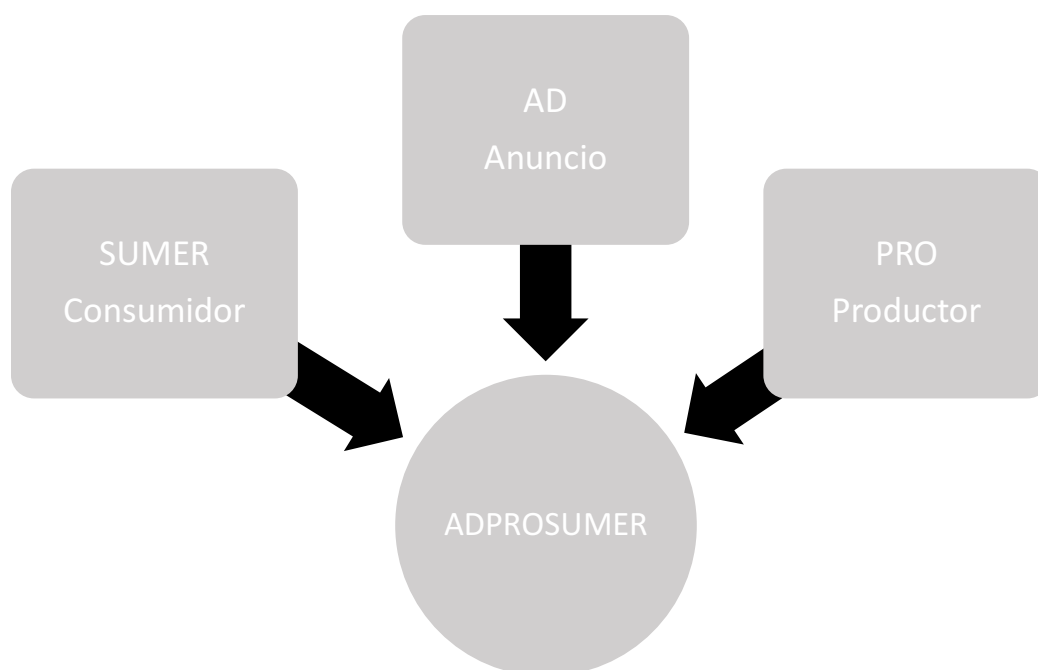 AD
Anuncio
SUMER
Consumidor
PRO
Productor
ADPROSUMER